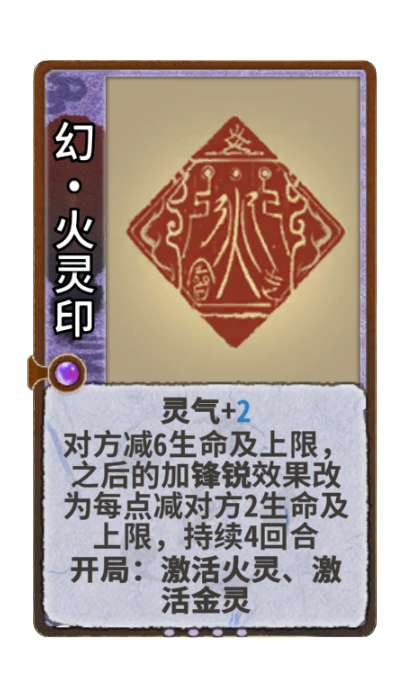 幻·火灵印
灵气+2
对方减6生命及上限，
之后的加锋锐效果改
为每点减对方2生命及
上限，持续4回合
开局：激活火灵、激
活金灵